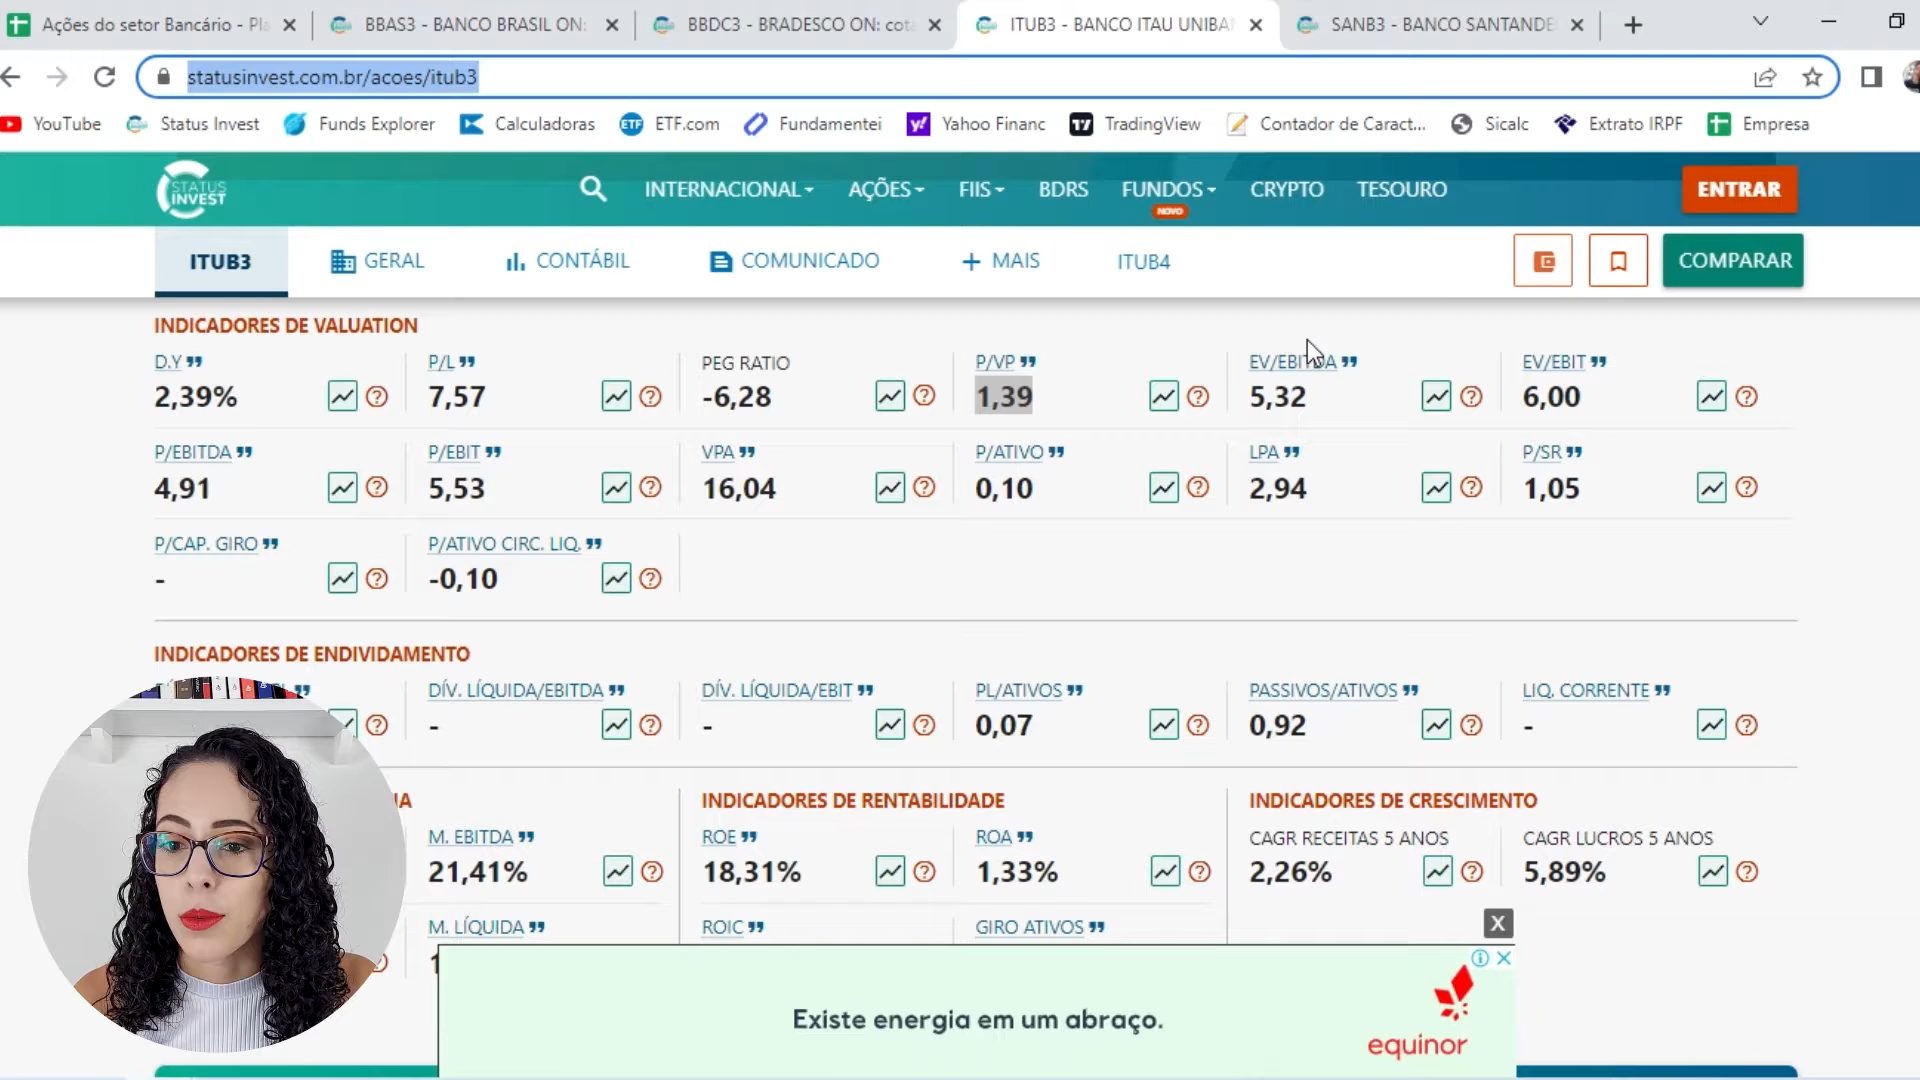 Ações do setor Bancário - Pla
BBAS3 - BANCO BRASIL ON:
BBDC3 - BRADESCO ON: cota
ITUB3 - BANCO ITAU UNIBAN
SANB3 - BANCO SANTANDE
statusinvest.com.br/acoes/itub3
YouTube
Status Invest
Funds Explorer
Calculadoras
ETF
ETF.com
Fundamentei
Yahoo Financ
TradingView
Contador de Caract...
Sicalc
Extrato IRPF
Empresa
STATUS
INVEST
INTERNACIONAL
AÇÕES
FIIS
BDRS
FUNDOS
NOVO
CRYPTO
TESOURO
ENTRAR
ITUB3
GERAL
CONTÁBIL
COMUNICADO
MAIS
ITUB4
COMPARAR
INDICADORES DE VALUATION
D.Y P/L PEG RATIO P/VP EV/EBITDA EV/EBIT
2,39% 7,57 -6,28 1,39 5,32 6,00
P/EBITDA P/EBIT VPA P/ATIVO LPA P/SR
4,91 5,53 16,04 0,10 2,94 1,05
P/CAP. GIRO P/ATIVO CIRC. LIQ.
- -0,10
INDICADORES DE ENDIVIDAMENTO
DÍV. LÍQUIDA/EBITDA DÍV. LÍQUIDA/EBIT PL/ATIVOS PASSIVOS/ATIVOS LIQ. CORRENTE
- - 0,07 0,92 -
IA INDICADORES DE RENTABILIDADE INDICADORES DE CRESCIMENTO
M. EBITDA ROE ROA CAGR RECEITAS 5 ANOS CAGR LUCROS 5 ANOS
21,41% 18,31% 1,33% 2,26% 5,89%
M. LÍQUIDA ROIC GIRO ATIVOS
X
Existe energia em um abraço.
equinor